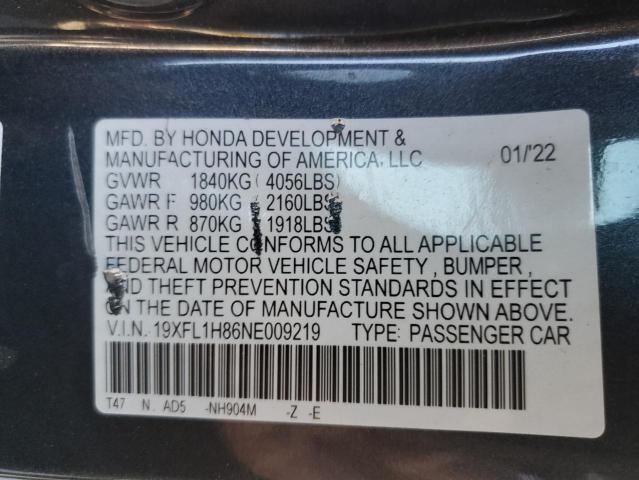 MFD. BY HONDA DEVELOPMENT &
MANUFACTURING OF AMERICA, LLC 01/'22
GVWR 1840KG ( 4056LBS)
GAWR F 980KG ( 2160LBS)
GAWR R 870KG ( 1918LBS)
THIS VEHICLE CONFORMS TO ALL APPLICABLE
FEDERAL MOTOR VEHICLE SAFETY , BUMPER ,
AND THEFT PREVENTION STANDARDS IN EFFECT
ON THE DATE OF MANUFACTURE SHOWN ABOVE.
V.I.N. 19XFL1H86NE009219 TYPE: PASSENGER CAR
T47 N. AD5 -NH904M -Z -E